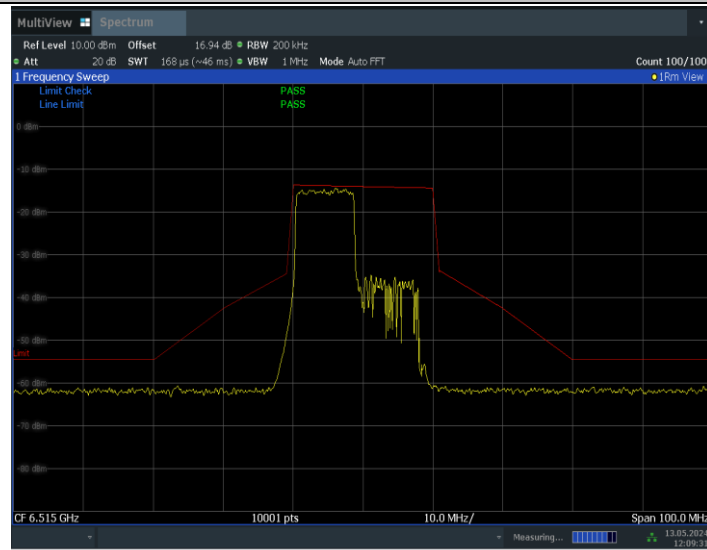 MultiView Spectrum
Ref Level 10.00 dBm Offset 16.94 dB RBW 200 kHz
Att 20 dB SWT 168 µs (~46 ms) VBW 1 MHz Mode Auto FFT Count 100/100
1 Frequency Sweep 1Rm View
Limit Check PASS
Line Limit PASS
0 dBm
-10 dBm
-20 dBm
-30 dBm
-40 dBm
-50 dBm
Limit
-60 dBm
-70 dBm
-80 dBm
CF 6.515 GHz 10001 pts 10.0 MHz/ Span 100.0 MHz
Measuring... 13.05.2024
12:09:31